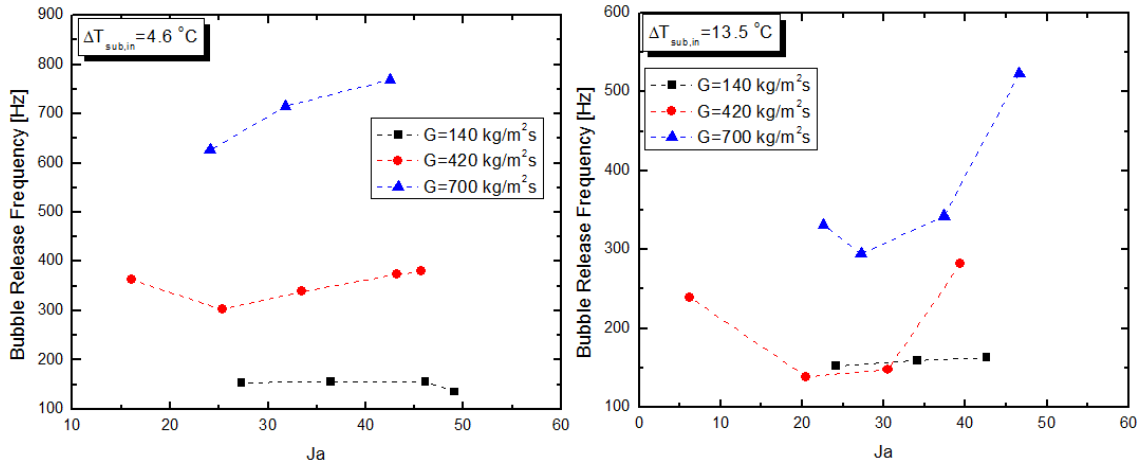 ΔT_sub,in=4.6 °C
900
800
700
600
500
400
300
200
100
10
20
30
40
50
60
Bubble Release Frequency [Hz]
Ja
G=140 kg/m²s
G=420 kg/m²s
G=700 kg/m²s
ΔT_sub,in=13.5 °C
600
500
400
300
200
100
0
10
20
30
40
50
60
Bubble Release Frequency [Hz]
Ja
G=140 kg/m²s
G=420 kg/m²s
G=700 kg/m²s